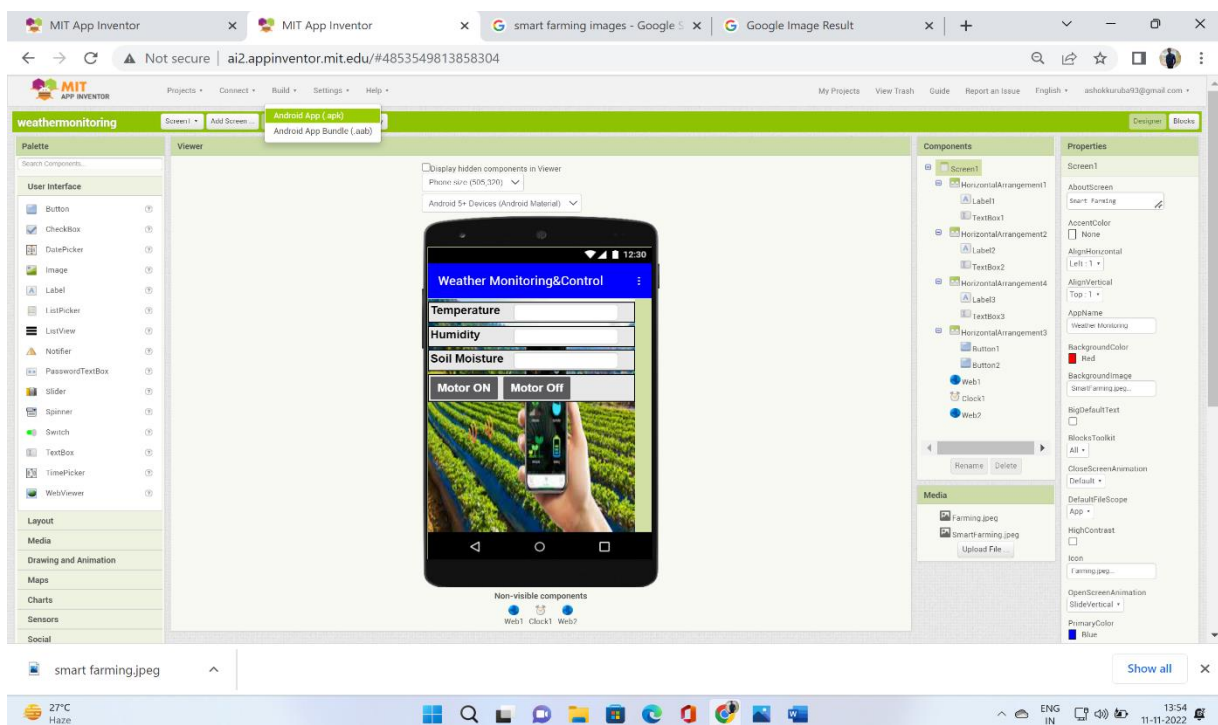 MIT App Inventor
MIT App Inventor
smart farming images - Google S
Google Image Result
Not secure ai2.appinventor.mit.edu/#4853549813858304
MIT
APP INVENTOR
Projects Connect Build Settings Help
My Projects View Trash Guide Report an Issue English ashokkuruba93@gmail.com
weathermonitoring
Screen1 Add Screen ...
Android App (.apk)
Android App Bundle (.aab)
Designer Blocks
Palette
Search Components...
User Interface
Button
CheckBox
DatePicker
Image
Label
ListPicker
ListView
Notifier
PasswordTextBox
Slider
Spinner
Switch
TextBox
TimePicker
WebViewer
Layout
Media
Drawing and Animation
Maps
Charts
Sensors
Social
Viewer
Display hidden components in Viewer
Phone size (505,320)
Android 5+ Devices (Android Material)
12:30
Weather Monitoring&Control
Temperature
Humidity
Soil Moisture
Motor ON Motor Off
Non-visible components
Web1 Clock1 Web2
Components
Screen1
HorizontalArrangement1
Label1
TextBox1
HorizontalArrangement2
Label2
TextBox2
HorizontalArrangement4
Label3
TextBox3
HorizontalArrangement3
Button1
Button2
Web1
Clock1
Web2
Rename Delete
Media
Farming.jpeg
SmartFarming.jpeg
Upload File ...
Properties
Screen1
AboutScreen
Smart Farming
AccentColor
None
AlignHorizontal
Left : 1
AlignVertical
Top : 1
AppName
Weather Monitoring
BackgroundColor
Red
BackgroundImage
SmartFarming.jpeg...
BigDefaultText
BlocksToolkit
All
CloseScreenAnimation
Default
DefaultFileScope
App
HighContrast
Icon
Farming.jpeg...
OpenScreenAnimation
SlideVertical
PrimaryColor
Blue
smart farming.jpeg
Show all
27°C
Haze
ENG
IN
13:54
11-11-2022